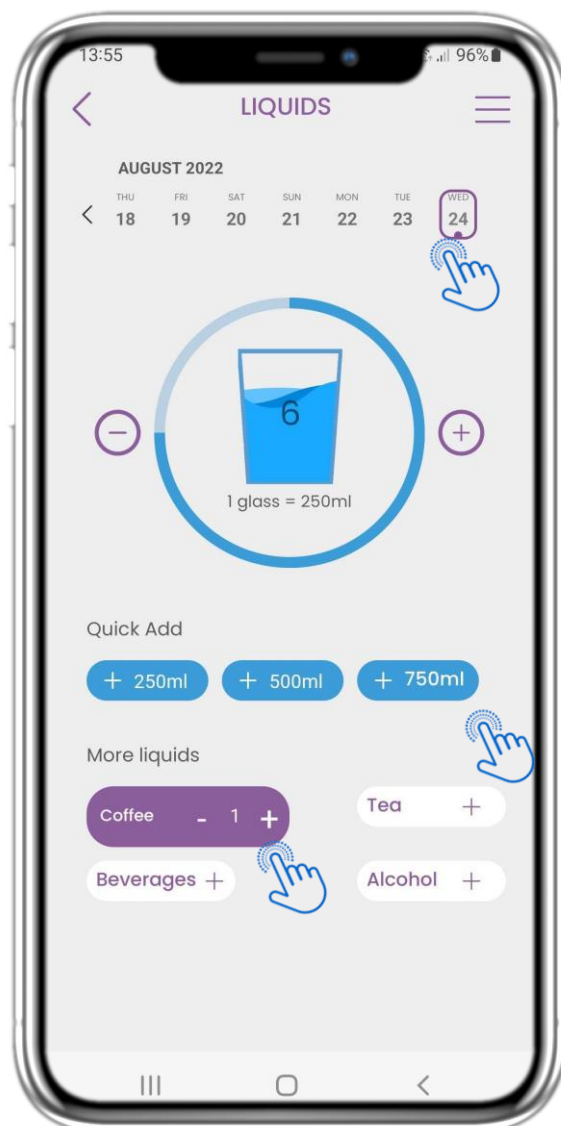 13:55 96%
LIQUIDS
AUGUST 2022
THU FRI SAT SUN MON TUE WED
18 19 20 21 22 23 24
6
1 glass = 250ml
Quick Add
+ 250ml + 500ml + 750ml
More liquids
Coffee - 1 + Tea +
Beverages + Alcohol +